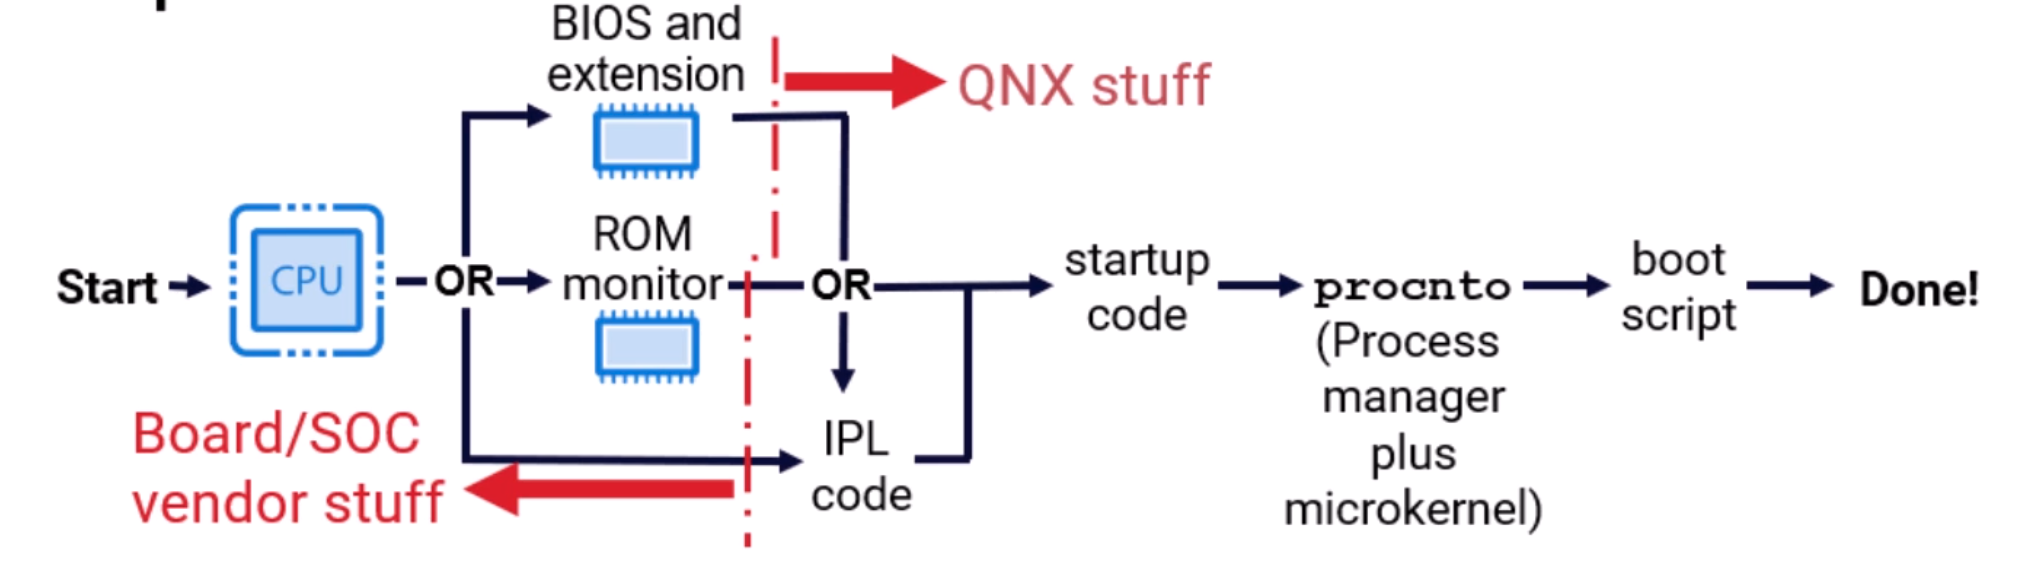 BIOS and
extension
QNX stuff
Start
CPU
OR
ROM
monitor
OR
startup
code
procnto
(Process
manager
plus
microkernel)
boot
script
Done!
Board/SOC
vendor stuff
IPL
code